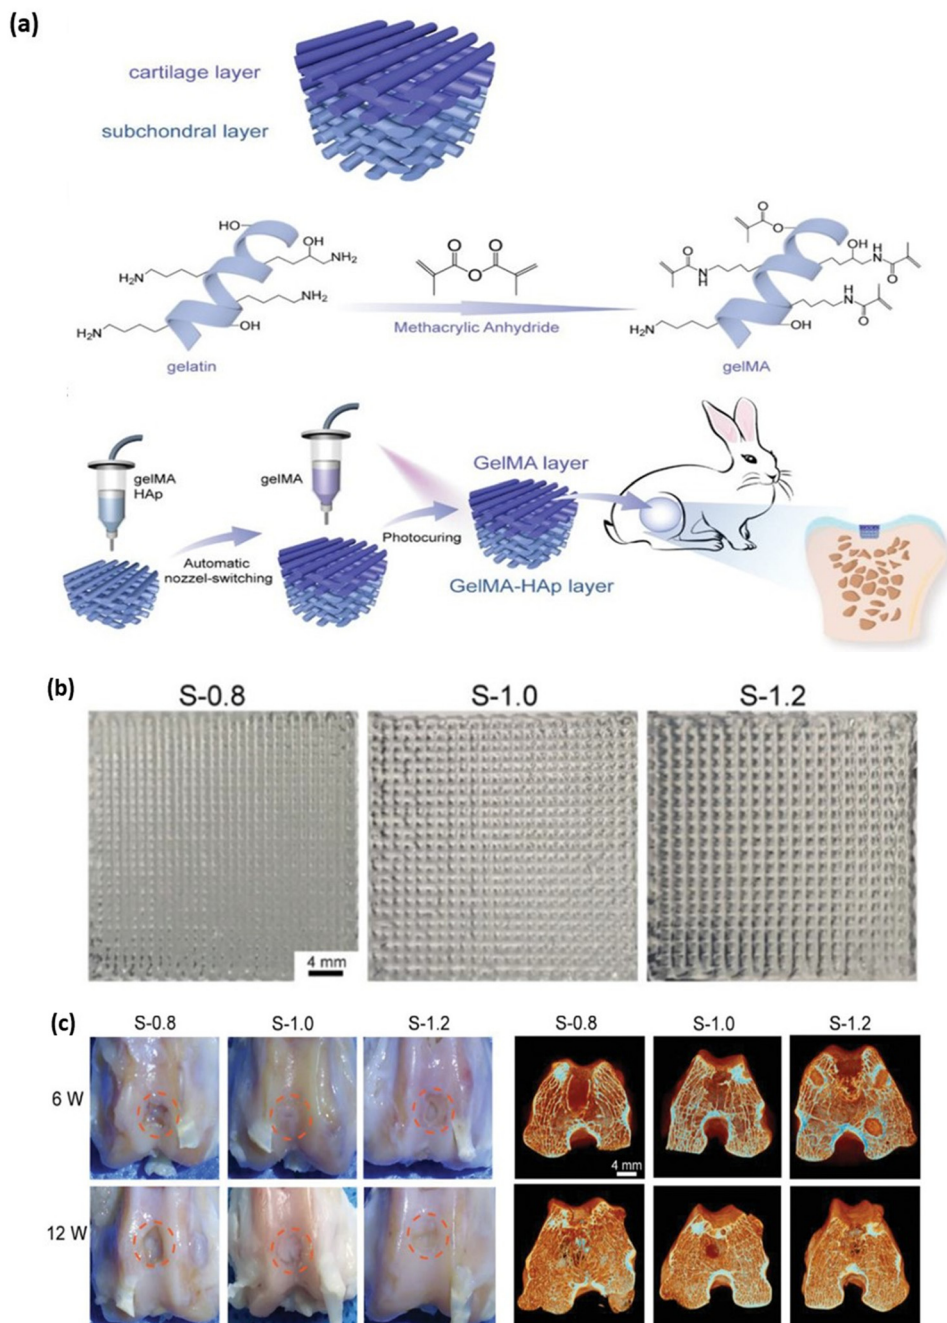 (a)
cartilage layer
subchondral layer
HO
OH
NH₂
H₂N
NH₂
H₂N
OH
gelatin
O
O
O
Methacrylic Anhydride
O
O
OH
H
N
O
N
H
O
H
N
O
H₂N
OH
gelMA
gelMA
HAp
Automatic
nozzel-switching
gelMA
Photocuring
GelMA layer
GelMA-HAp layer
(b)
S-0.8
S-1.0
S-1.2
4 mm
(c)
S-0.8
S-1.0
S-1.2
S-0.8
S-1.0
S-1.2
6 W
4 mm
12 W